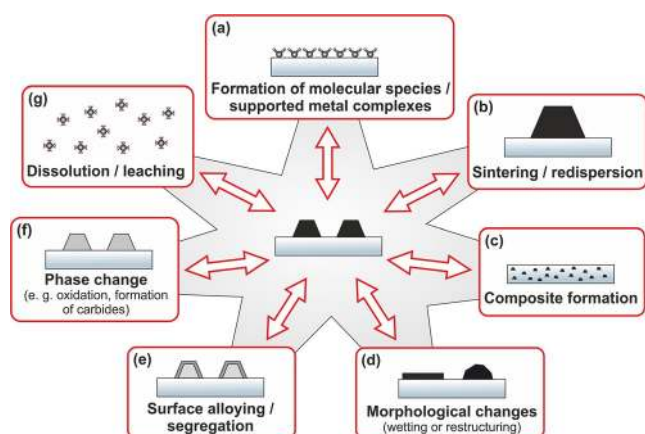 (a)
Formation of molecular species /
supported metal complexes
(b)
Sintering / redispersion
(c)
Composite formation
(d)
Morphological changes
(wetting or restructuring)
(e)
Surface alloying /
segregation
(f)
Phase change
(e. g. oxidation, formation
of carbides)
(g)
Dissolution / leaching